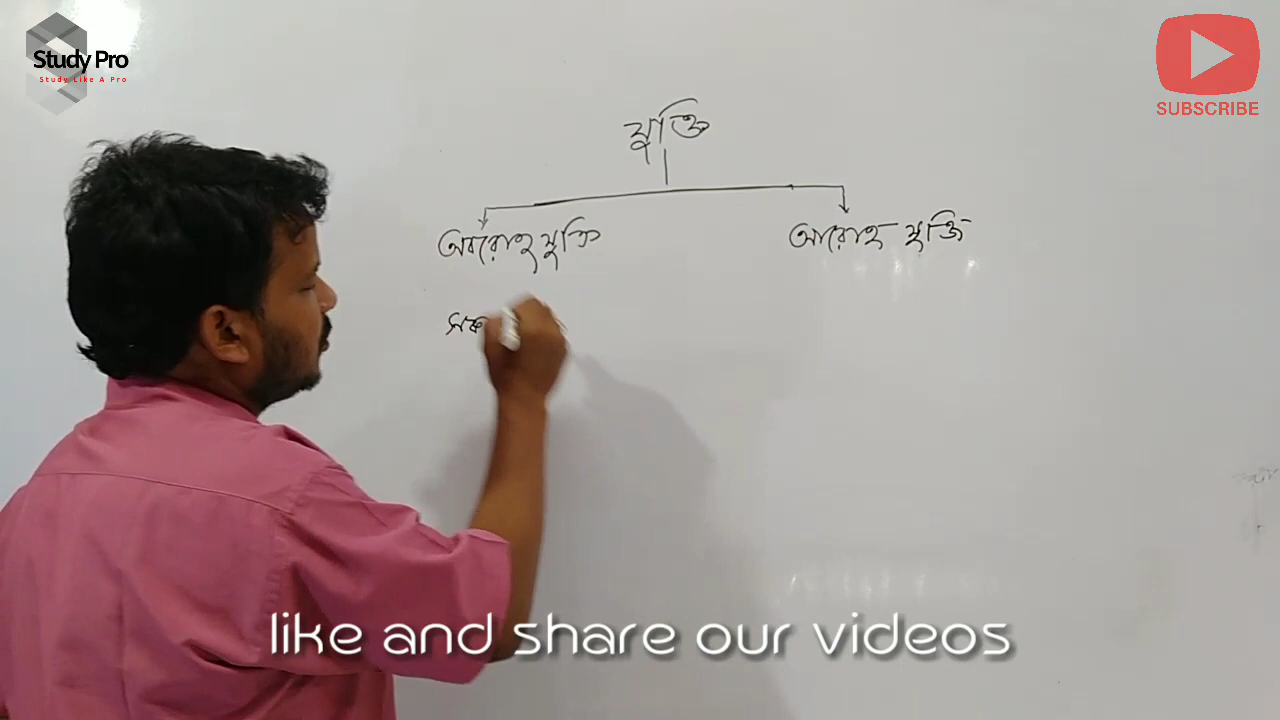 Study Pro
Study Like A Pro
SUBSCRIBE
যুক্তি
অবরোহ যুক্তি
আরোহ যুক্তি
like and share our videos